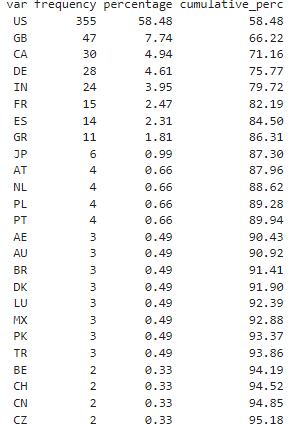 var frequency percentage cumulative_perc
US 355 58.48 58.48
GB 47 7.74 66.22
CA 30 4.94 71.16
DE 28 4.61 75.77
IN 24 3.95 79.72
FR 15 2.47 82.19
ES 14 2.31 84.50
GR 11 1.81 86.31
JP 6 0.99 87.30
AT 4 0.66 87.96
NL 4 0.66 88.62
PL 4 0.66 89.28
PT 4 0.66 89.94
AE 3 0.49 90.43
AU 3 0.49 90.92
BR 3 0.49 91.41
DK 3 0.49 91.90
LU 3 0.49 92.39
MX 3 0.49 92.88
PK 3 0.49 93.37
TR 3 0.49 93.86
BE 2 0.33 94.19
CH 2 0.33 94.52
CN 2 0.33 94.85
CZ 2 0.33 95.18